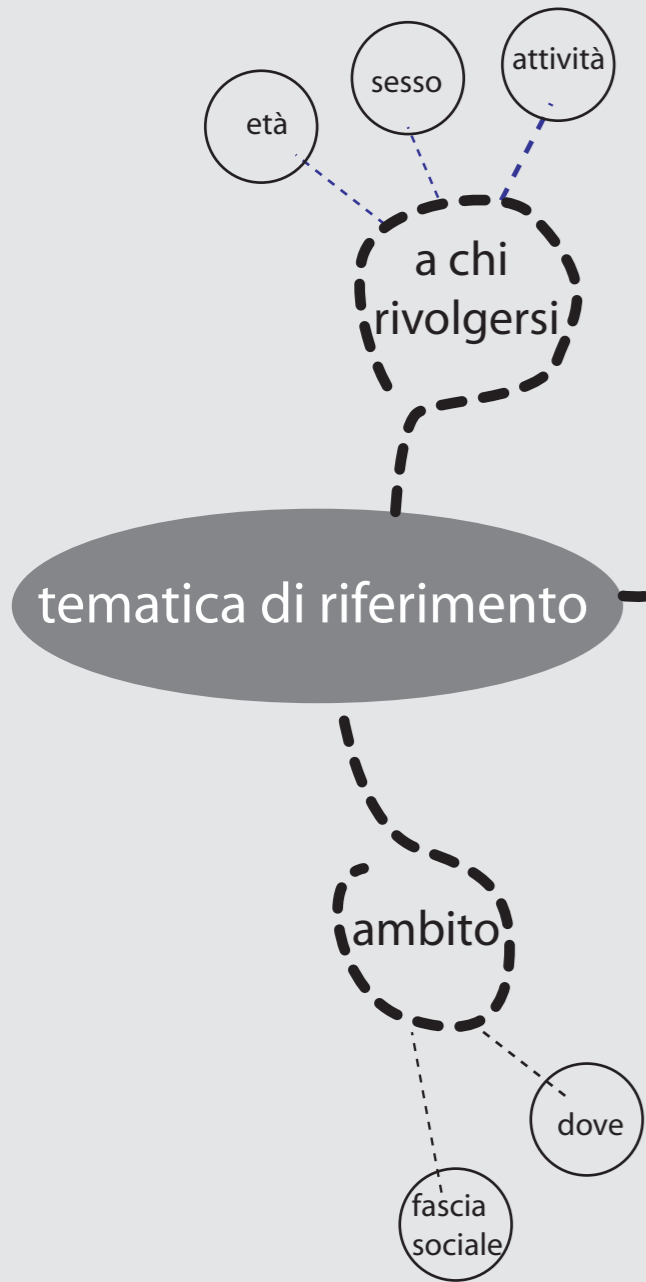 attività
sesso
età
a chi
rivolgersi
tematica di riferimento
ambito
dove
fascia
sociale